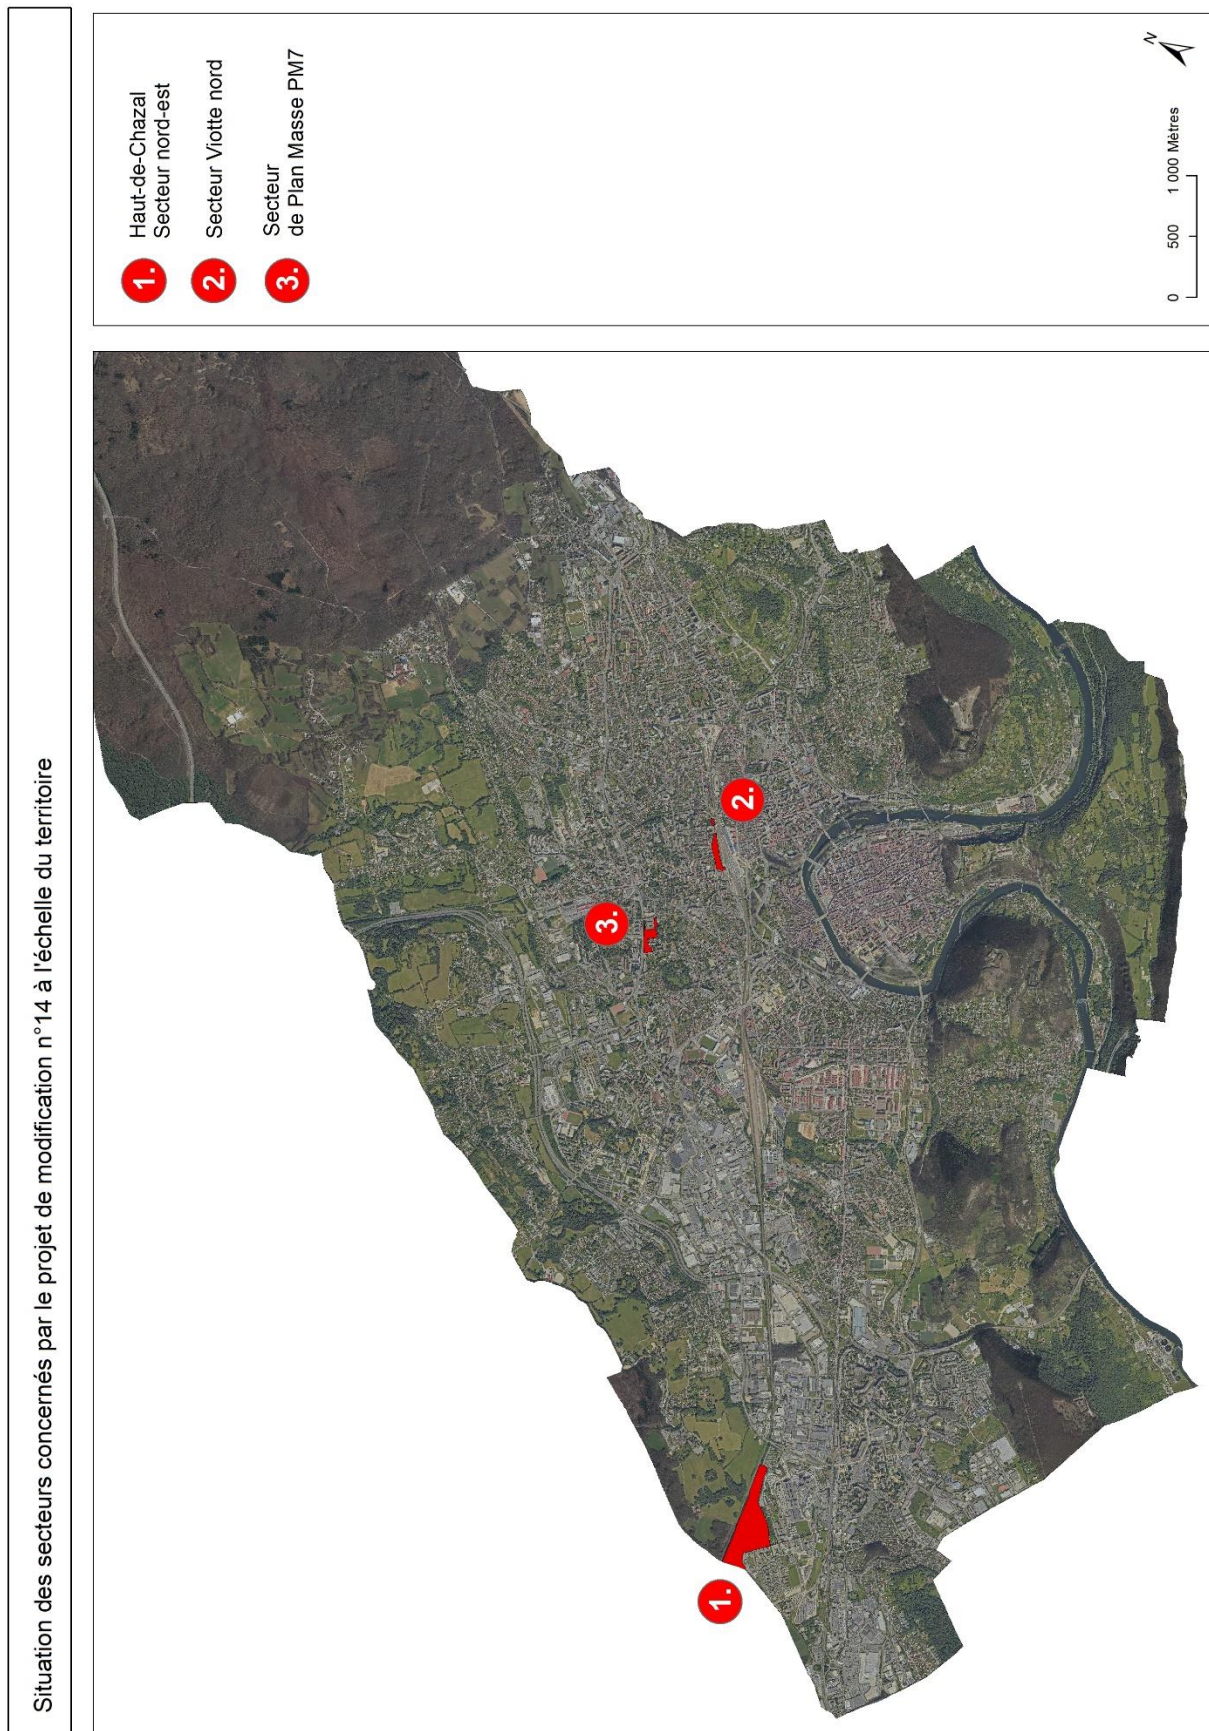 Situation des secteurs concernés par le projet de modification n°14 à l'échelle du territoire
1. Haut-de-Chazal
Secteur nord-est
2. Secteur Viotte nord
3. Secteur
de Plan Masse PM7
N
0 500 1 000 Mètres
1.
2.
3.